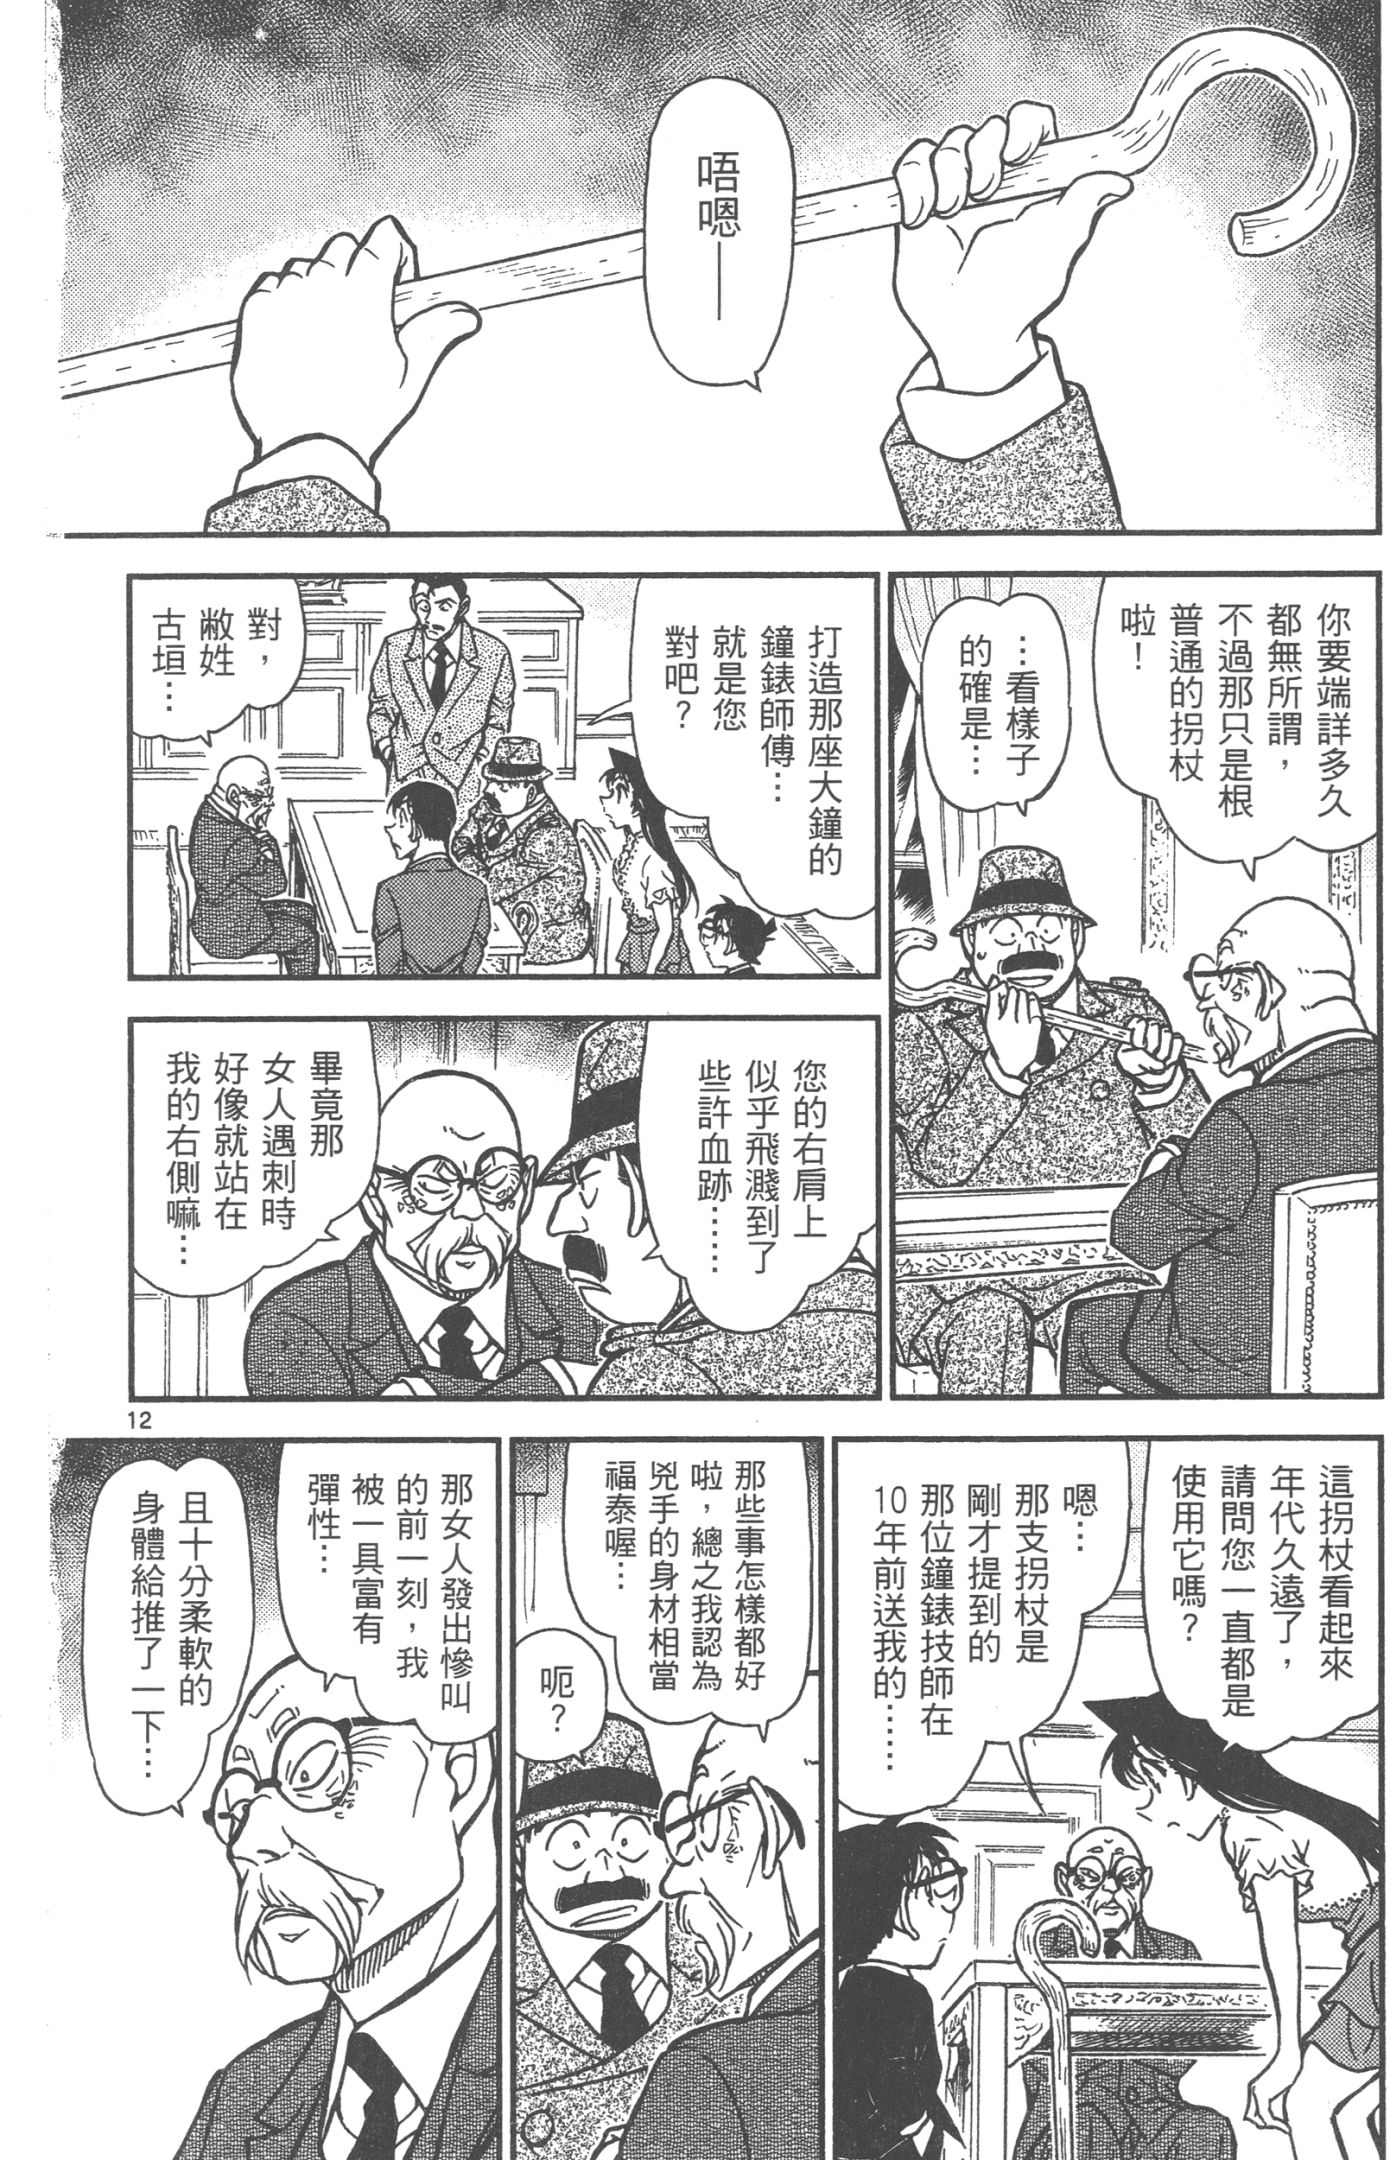 唔
嗯——
你要端詳多久
都無所謂，
不過那只是根
普通的拐杖
啦！
…看樣子
的確是…
打造那座大鐘的
鐘錶師傅…
就是您
對吧？
對，
敝姓
古垣…
您的右肩上
似乎飛濺到了
些許血跡……
畢竟那
女人遇刺時
好像就站在
我的右側嘛…
12
這拐杖看起來
年代久遠了，
請問您一直都是
使用它嗎？
嗯…
那支拐杖是
剛才提到的
那位鐘錶技師在
10年前送我的……
那些事怎樣都好
啦，總之我認為
兇手的身材相當
福泰喔…
呃？
那女人發出慘叫
的前一刻，我
被一具富有
彈性…
且十分柔軟的
身體給推了一下…